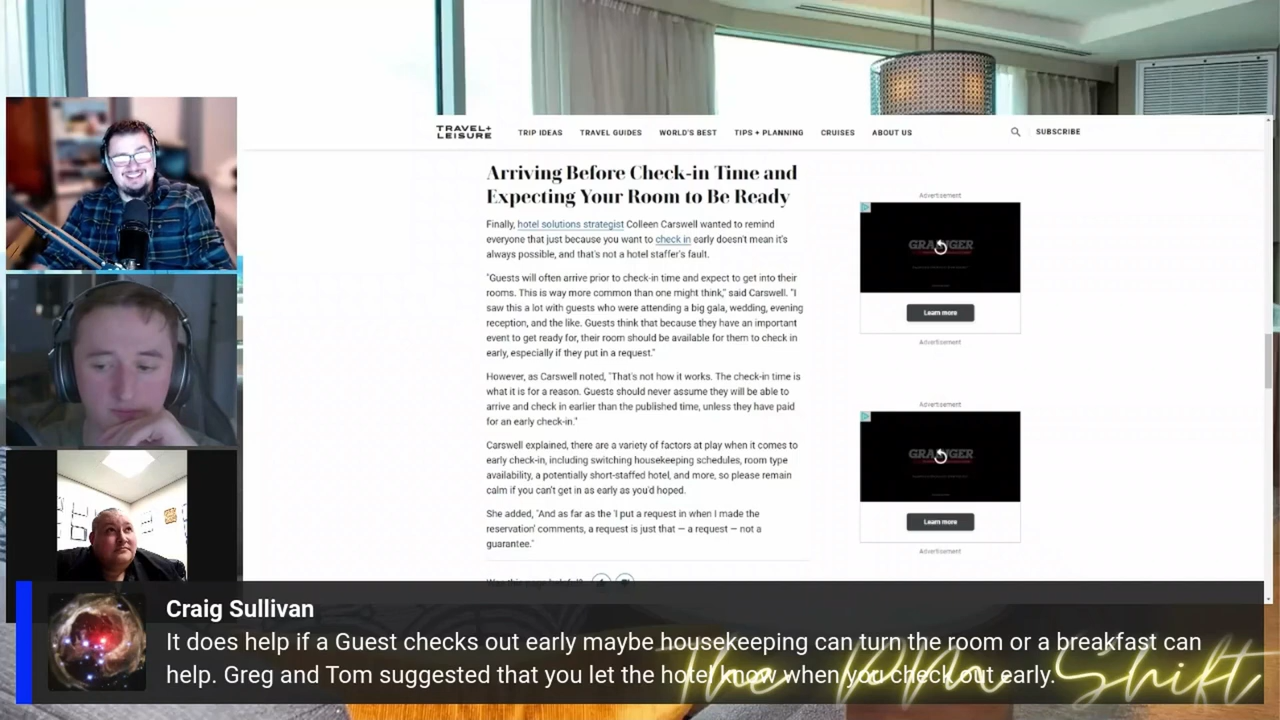 TRAVEL+
LEISURE
TRIP IDEAS
TRAVEL GUIDES
WORLD'S BEST
TIPS + PLANNING
CRUISES
ABOUT US
SUBSCRIBE
Arriving Before Check-in Time and
Expecting Your Room to Be Ready
Finally, hotel solutions strategist Colleen Carswell wanted to remind
everyone that just because you want to check in early doesn't mean it's
always possible, and that's not a hotel staffer's fault.
"Guests will often arrive prior to check-in time and expect to get into their
rooms. This is way more common than one might think," said Carswell. "I
saw this a lot with guests who were attending a big gala, wedding, evening
reception, and the like. Guests think that because they have an important
event to get ready for, their room should be available for them to check in
early, especially if they put in a request."
However, as Carswell noted, "That's not how it works. The check-in time is
what it is for a reason. Guests should never assume they will be able to
arrive and check in earlier than the published time, unless they have paid
for an early check-in."
Carswell explained, there are a variety of factors at play when it comes to
early check-in, including switching housekeeping schedules, room type
availability, a potentially short-staffed hotel, and more, so please remain
calm if you can't get in as early as you'd hoped.
She added, "And as far as the 'I put a request in when I made the
reservation' comments, a request is just that — a request — not a
guarantee."
Was this page helpful?
Advertisement
GRAINGER
Learn more
Advertisement
Advertisement
GRAINGER
Learn more
Advertisement
Craig Sullivan
It does help if a Guest checks out early maybe housekeeping can turn the room or a breakfast can
help. Greg and Tom suggested that you let the hotel know when you check out early.
The PM Shift